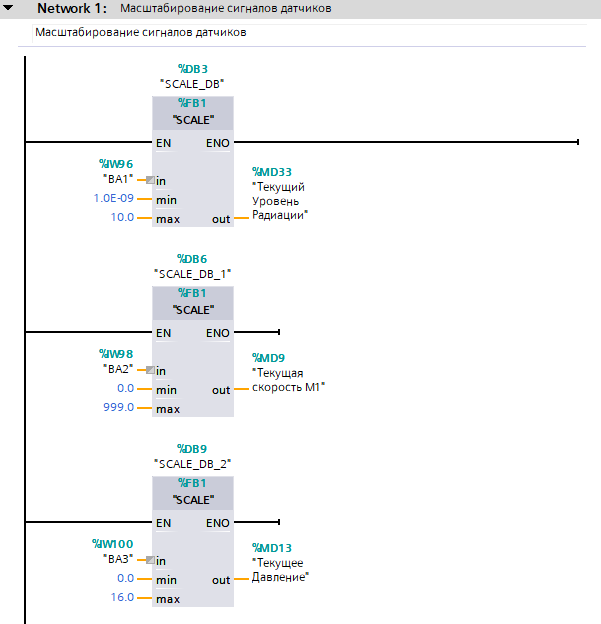 Network 1: Масштабирование сигналов датчиков
Масштабирование сигналов датчиков
%DB3
"SCALE_DB"
%FB1
"SCALE"
EN ENO
%IW96
"BA1" in
1.0E-09 min
10.0 max out
%MD33
"Текущий
Уровень
Радиации"
%DB6
"SCALE_DB_1"
%FB1
"SCALE"
EN ENO
%IW98
"BA2" in
0.0 min
999.0 max
out
%MD9
"Текущая
скорость М1"
%DB9
"SCALE_DB_2"
%FB1
"SCALE"
EN ENO
%IW100
"BA3" in
0.0 min
16.0 max
out
%MD13
"Текущее
Давление"